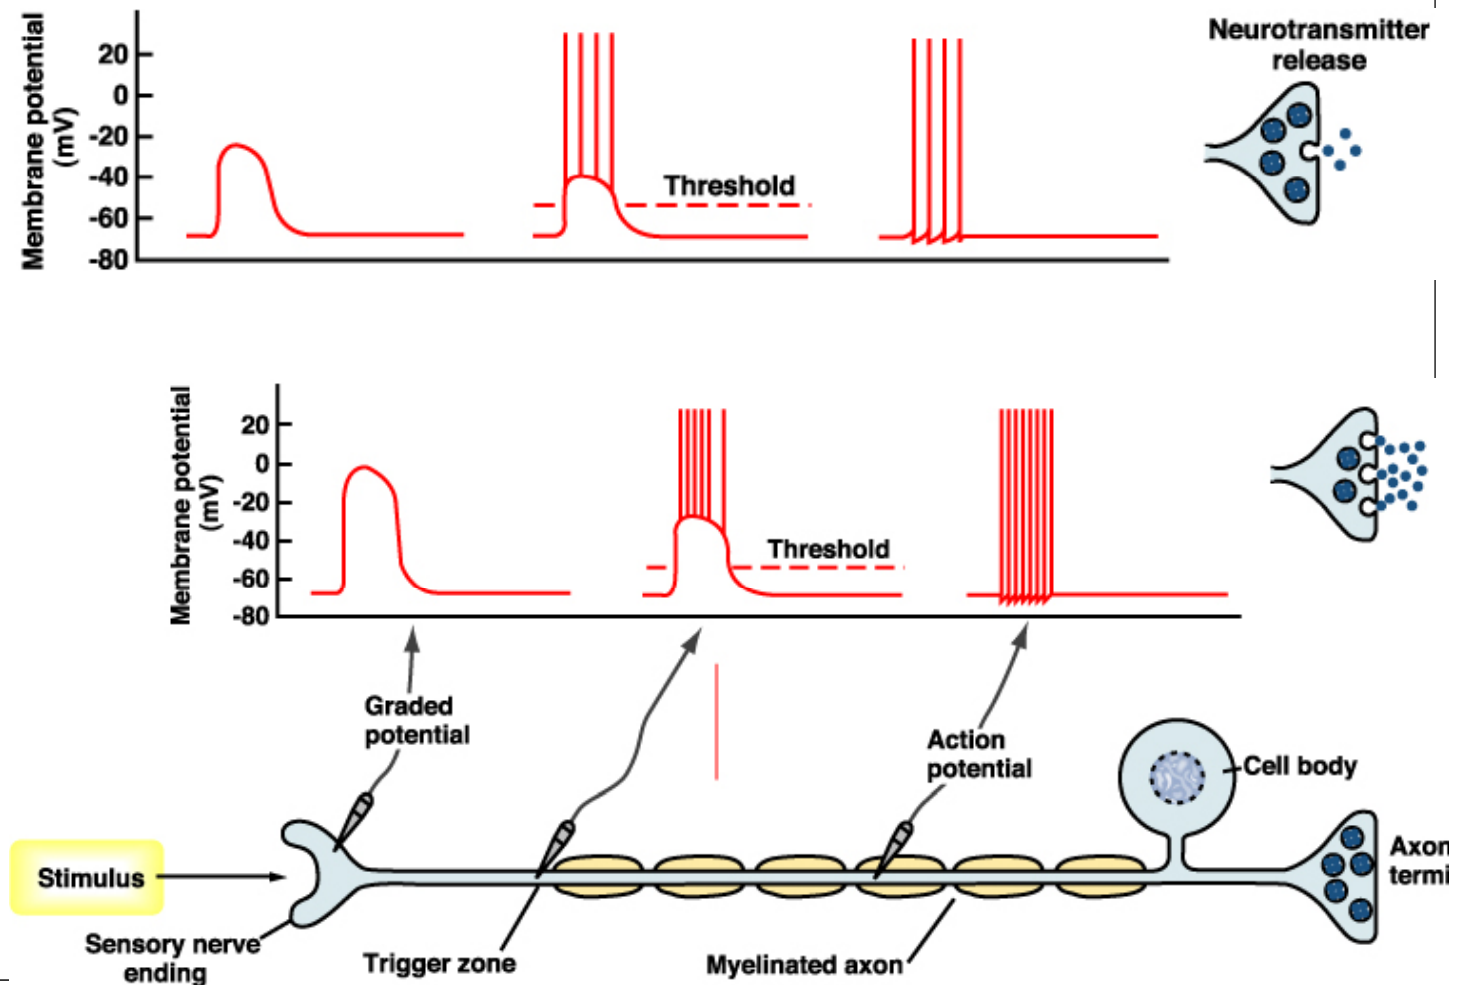 Neurotransmitter
release
Membrane potential
(mV)
20
0
-20
-40
-60
-80
Threshold
Membrane potential
(mV)
20
0
-20
-40
-60
-80
Threshold
Graded
potential
Action
potential
Cell body
Stimulus
Axon
termi
Sensory nerve
ending
Trigger zone
Myelinated axon